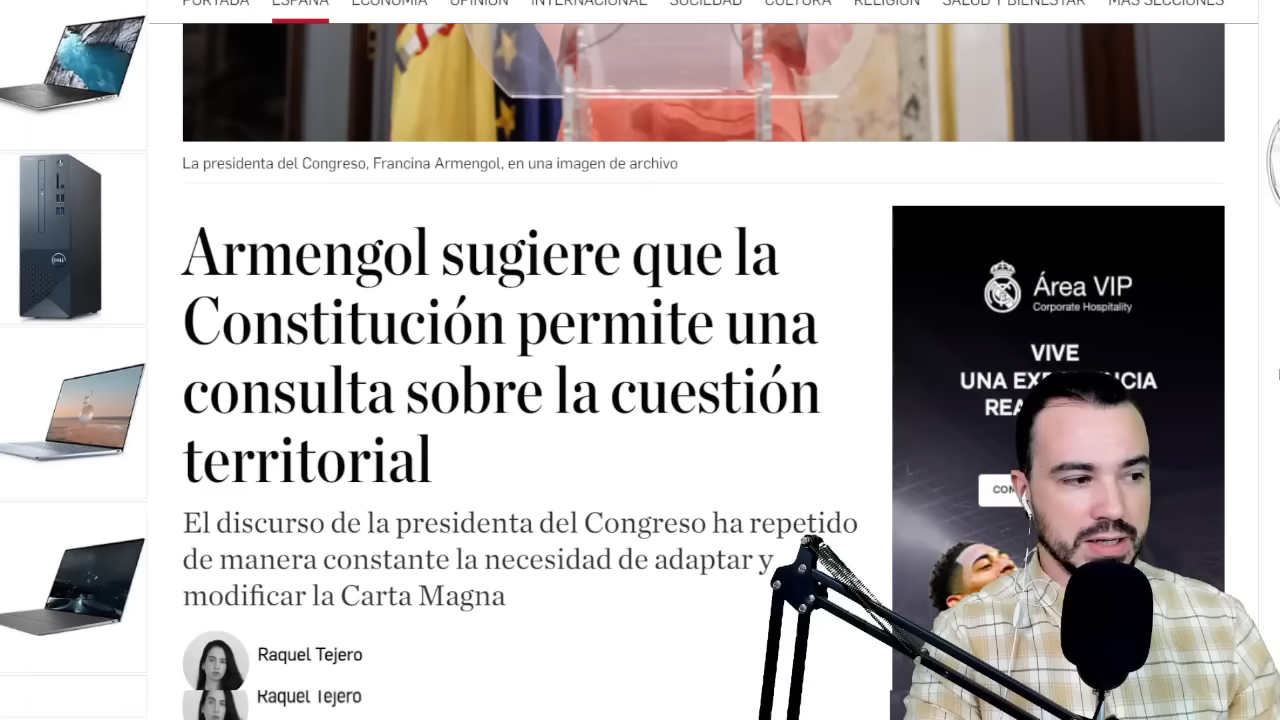 PORTADA ESPAÑA ECONOMÍA OPINIÓN INTERNACIONAL SOCIEDAD CULTURA RELIGIÓN SALUD Y BIENESTAR MÁS SECCIONES
La presidenta del Congreso, Francina Armengol, en una imagen de archivo
Armengol sugiere que la
Constitución permite una
consulta sobre la cuestión
territorial
El discurso de la presidenta del Congreso ha repetido
de manera constante la necesidad de adaptar y
modificar la Carta Magna
Raquel Tejero
Raquel Tejero
Área VIP
Corporate Hospitality
VIVE
UNA
DELL